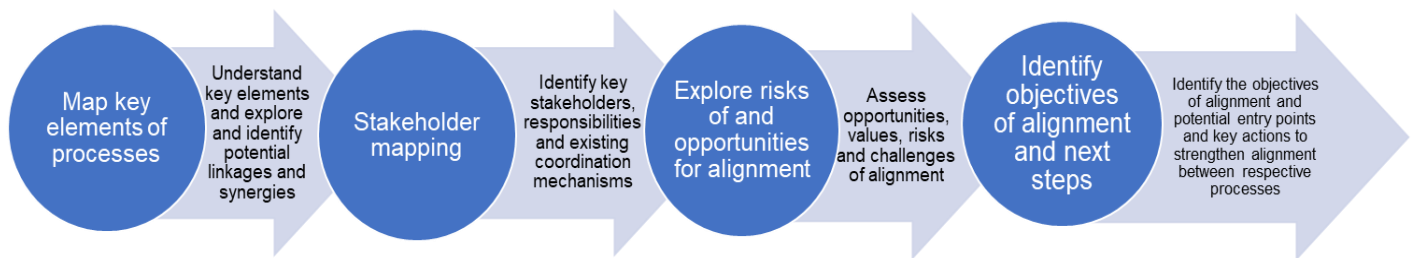 Map key
elements of
processes
Understand
key elements
and explore
and identify
potential
linkages and
synergies
Stakeholder
mapping
Identify key
stakeholders,
responsibilities
and existing
coordination
mechanisms
Explore risks
of and
opportunities
for alignment
Assess
opportunities,
values, risks
and challenges
of alignment
Identify
objectives
of alignment
and next
steps
Identify the objectives
of alignment and
potential entry points
and key actions to
strengthen alignment
between respective
processes